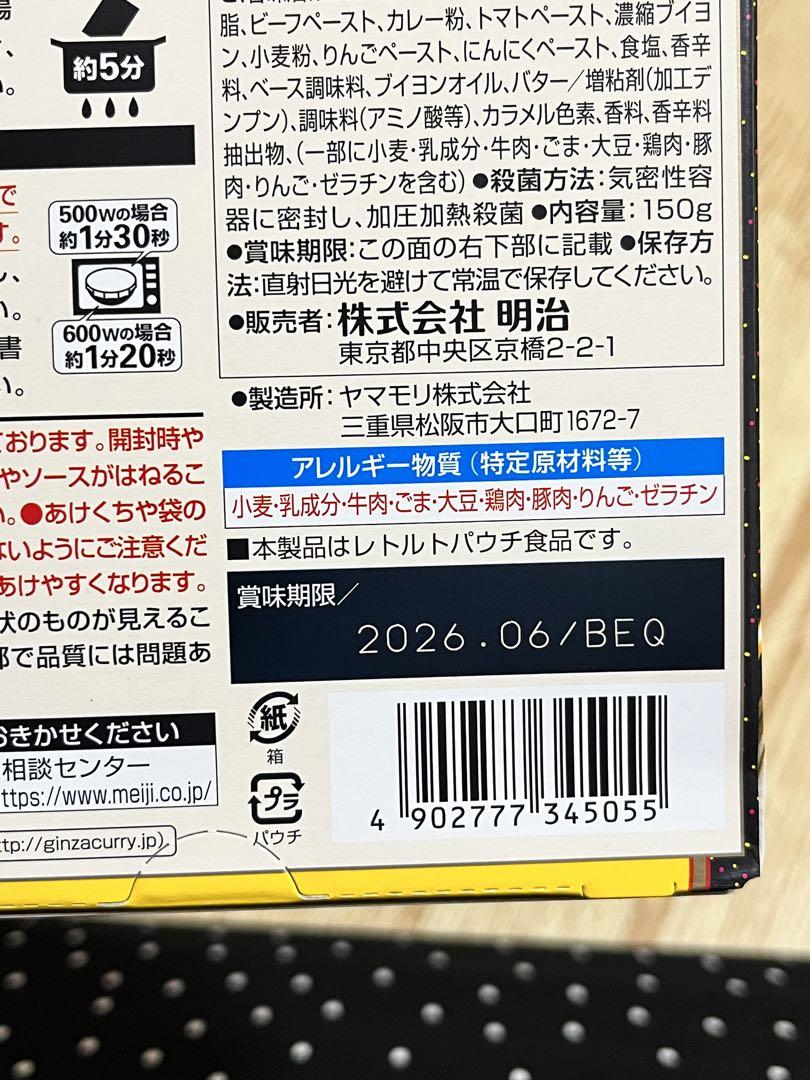 場
約5分
い。
で
す。
500Wの場合
約1分30秒
600Wの場合
約1分20秒
し、
い。
書
い。
ております。開封時や
やソースがはねるこ
い。●あけくちや袋の
ないようにご注意くだ
あけやすくなります。
状のものが見えるこ
部で品質には問題あ
おきかせください
相談センター
ttps://www.meiji.co.jp/
ttp://ginzacurry.jp)
脂、ビーフペースト、カレー粉、トマトペースト、濃縮ブイヨ
ン、小麦粉、りんごペースト、にんにくペースト、食塩、香辛
料、ベース調味料、ブイヨンオイル、バター／増粘剤(加工デ
ンプン)、調味料(アミノ酸等)、カラメル色素、香料、香辛料
抽出物、(一部に小麦・乳成分・牛肉・ごま・大豆・鶏肉・豚
肉・りんご・ゼラチンを含む) ●殺菌方法：気密性容
器に密封し、加圧加熱殺菌 ●内容量：150g
●賞味期限：この面の右下部に記載 ●保存方
法：直射日光を避けて常温で保存してください。
●販売者：株式会社 明治
東京都中央区京橋2-2-1
●製造所：ヤマモリ株式会社
三重県松阪市大口町1672-7
アレルギー物質（特定原材料等）
小麦・乳成分・牛肉・ごま・大豆・鶏肉・豚肉・りんご・ゼラチン
■本製品はレトルトパウチ食品です。
賞味期限／
2026.06/BEQ
紙
箱
プラ
パウチ
4 902777 345055